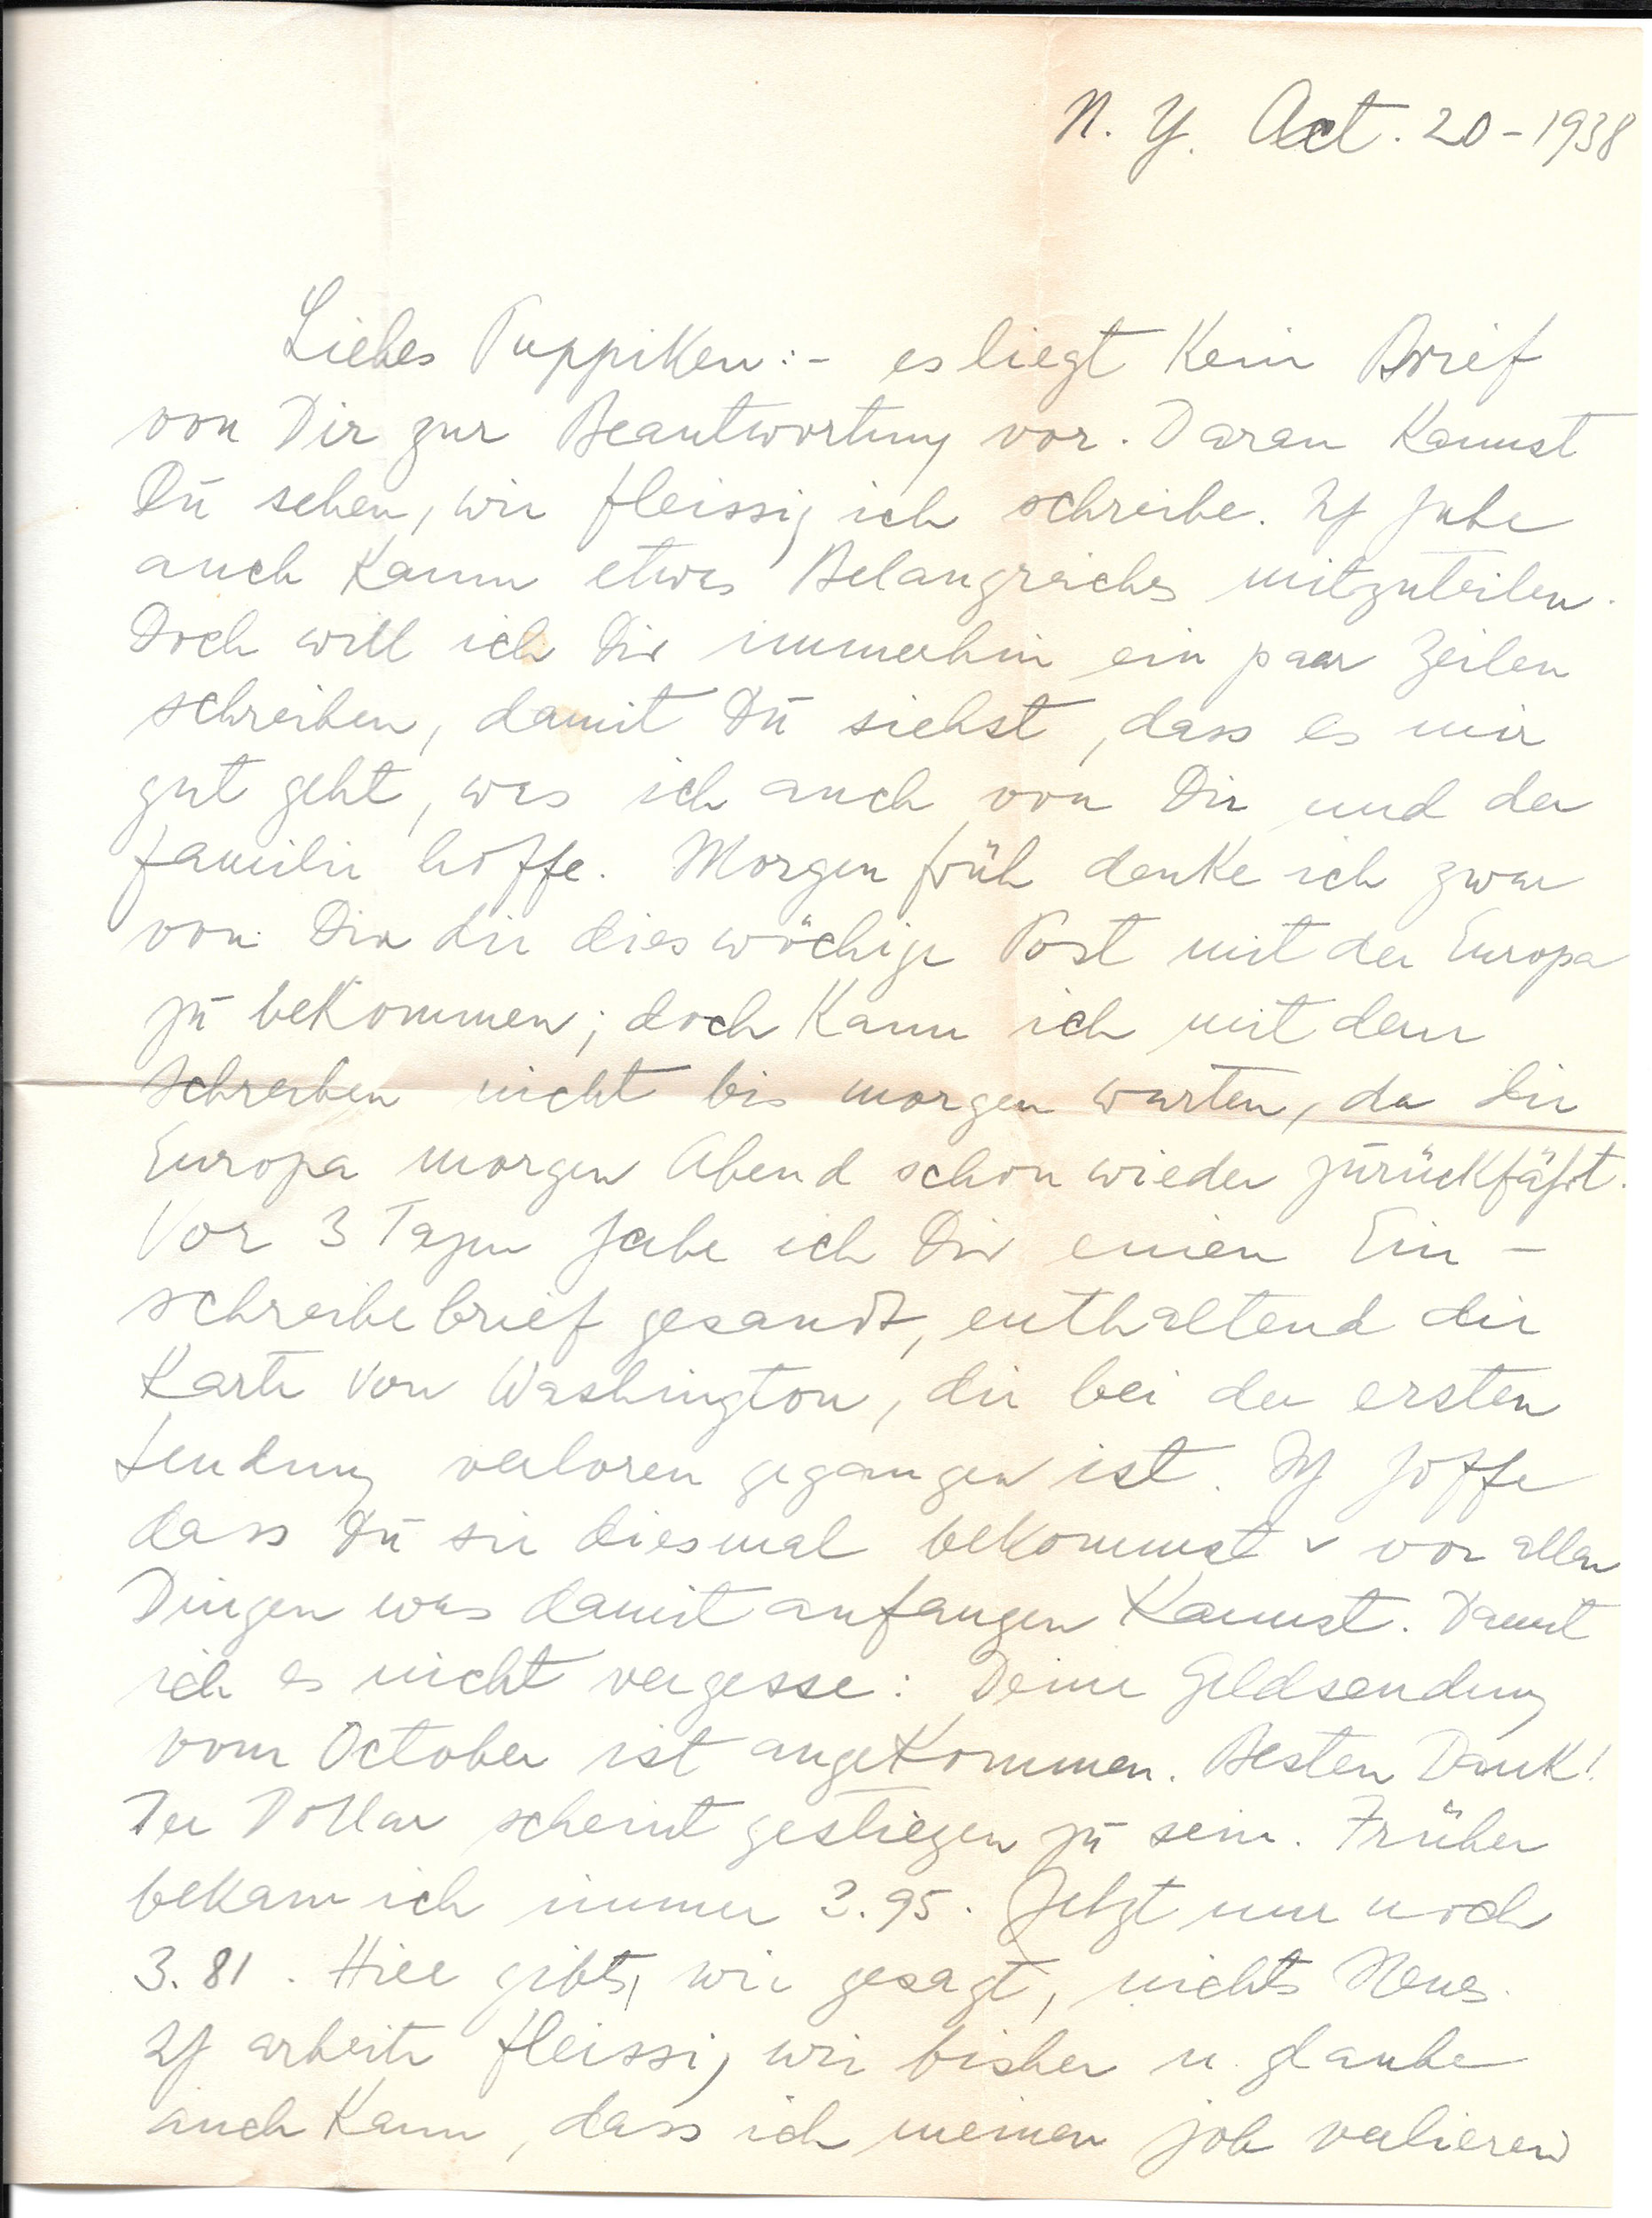 N. Y. Oct. 20 - 1938
Liebes Puppiken :- es liegt kein Brief
von Dir zur Beantwortung vor. Daran kannst
Du sehen, wie fleissig ich schreibe. Ich habe
auch kaum etwas Belangreiches mitzuteilen.
Doch will ich Dir immerhin ein paar Zeilen
schreiben, damit Du siehst, dass es mir
gut geht, was ich auch von Dir und der
Familie hoffe. Morgen früh denke ich zwar
von Dir die dieswöchige Post mit der Europa
zu bekommen; doch kann ich mit dem
Schreiben nicht bis morgen warten, da die
Europa morgen Abend schon wieder zurückfährt.
Vor 3 Tagen habe ich Dir einen Ein -
schreibebrief gesandt, enthaltend die
Karte von Washington, die bei der ersten
Sendung verloren gegangen ist. Ich hoffe
dass Du sie diesmal bekommst & vor allen
Dingen was damit anfangen kannst. Damit
ich es nicht vergesse: Deine Geldsendung
vom October ist angekommen. Besten Dank!
Der Dollar scheint gestiegen zu sein. Früher
bekam ich immer 3.95. Jetzt nur noch
3.81. Hier gibts, wie gesagt, nichts Neues.
Ich arbeite fleissig wie bisher u. glaube
auch kaum, dass ich meinen job verlieren